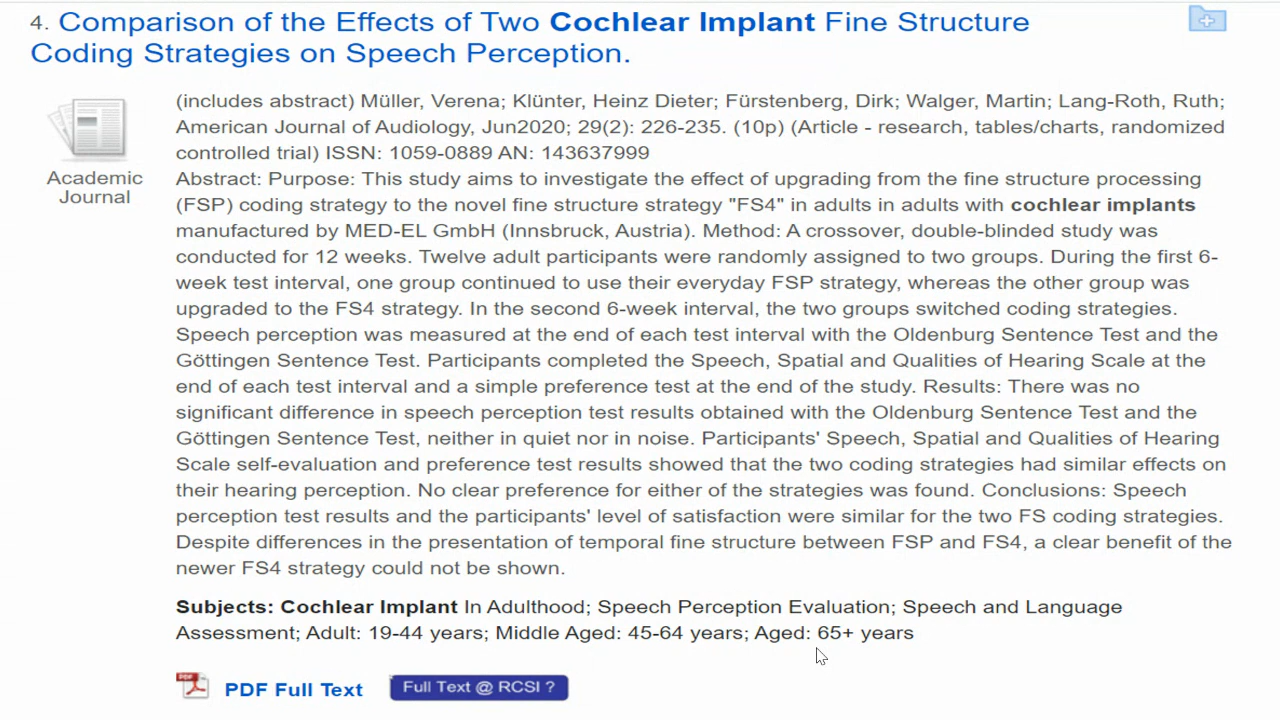 4. Comparison of the Effects of Two Cochlear Implant Fine Structure
Coding Strategies on Speech Perception.
(includes abstract) Müller, Verena; Klünter, Heinz Dieter; Fürstenberg, Dirk; Walger, Martin; Lang-Roth, Ruth;
American Journal of Audiology, Jun2020; 29(2): 226-235. (10p) (Article - research, tables/charts, randomized
controlled trial) ISSN: 1059-0889 AN: 143637999
Academic
Journal
Abstract: Purpose: This study aims to investigate the effect of upgrading from the fine structure processing
(FSP) coding strategy to the novel fine structure strategy "FS4" in adults in adults with cochlear implants
manufactured by MED-EL GmbH (Innsbruck, Austria). Method: A crossover, double-blinded study was
conducted for 12 weeks. Twelve adult participants were randomly assigned to two groups. During the first 6-
week test interval, one group continued to use their everyday FSP strategy, whereas the other group was
upgraded to the FS4 strategy. In the second 6-week interval, the two groups switched coding strategies.
Speech perception was measured at the end of each test interval with the Oldenburg Sentence Test and the
Göttingen Sentence Test. Participants completed the Speech, Spatial and Qualities of Hearing Scale at the
end of each test interval and a simple preference test at the end of the study. Results: There was no
significant difference in speech perception test results obtained with the Oldenburg Sentence Test and the
Göttingen Sentence Test, neither in quiet nor in noise. Participants' Speech, Spatial and Qualities of Hearing
Scale self-evaluation and preference test results showed that the two coding strategies had similar effects on
their hearing perception. No clear preference for either of the strategies was found. Conclusions: Speech
perception test results and the participants' level of satisfaction were similar for the two FS coding strategies.
Despite differences in the presentation of temporal fine structure between FSP and FS4, a clear benefit of the
newer FS4 strategy could not be shown.
Subjects: Cochlear Implant In Adulthood; Speech Perception Evaluation; Speech and Language
Assessment; Adult: 19-44 years; Middle Aged: 45-64 years; Aged: 65+ years
PDF PDF Full Text Full Text @ RCSI ?